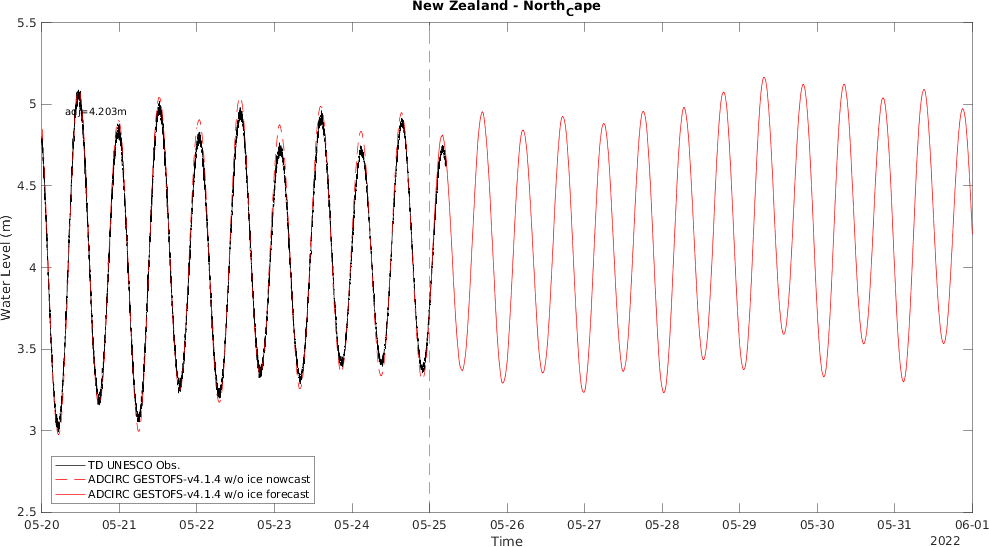 New Zealand - NorthCape
5.5
5
4.5
4
3.5
3
2.5
Water Level (m)
adj=4.203m
TD UNESCO Obs.
ADCIRC GESTOFS-v4.1.4 w/o ice nowcast
ADCIRC GESTOFS-v4.1.4 w/o ice forecast
05-20 05-21 05-22 05-23 05-24 05-25 05-26 05-27 05-28 05-29 05-30 05-31 06-01
Time
2022